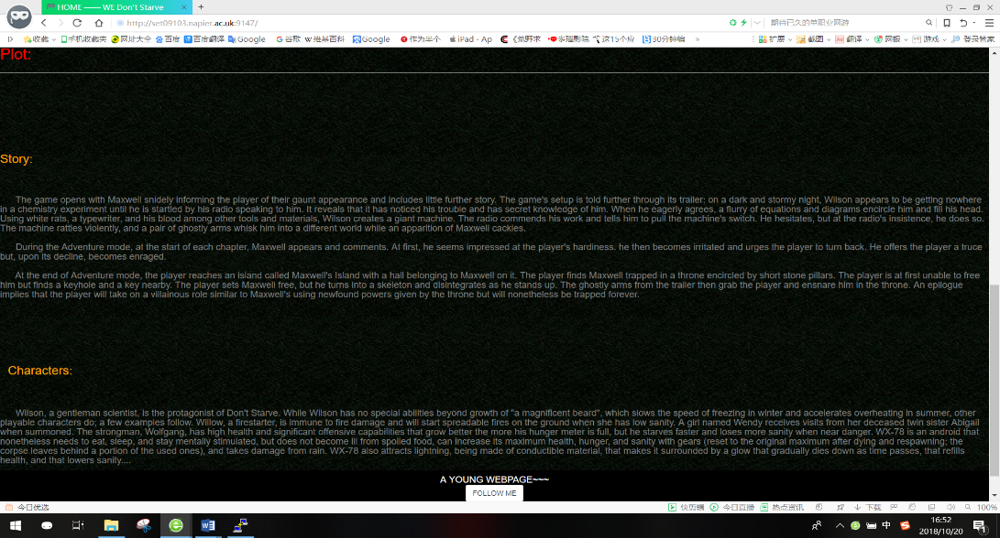 HOME —— WE Don't Starve
http://set09103.napier.ac.uk:9147/
期待已久的单职业网游
收藏 手机收藏夹 网址大全 百度 百度翻译 Google 谷歌 维基百科 Google 作为半个 iPad - Ap 《荒野求 多瑙影院 这15个应 30分钟编 » 扩展 截图 翻译 网银 游戏 登录管家
Plot:
Story:
The game opens with Maxwell snidely informing the player of their gaunt appearance and includes little further story. The game's setup is told further through its trailer: on a dark and stormy night, Wilson appears to be getting nowhere
in a chemistry experiment until he is startled by his radio speaking to him. It reveals that it has noticed his trouble and has secret knowledge of him. When he eagerly agrees, a flurry of equations and diagrams encircle him and fill his head.
Using white rats, a typewriter, and his blood among other tools and materials, Wilson creates a giant machine. The radio commends his work and tells him to pull the machine's switch. He hesitates, but at the radio's insistence, he does so.
The machine rattles violently, and a pair of ghostly arms whisk him into a different world while an apparition of Maxwell cackles.
During the Adventure mode, at the start of each chapter, Maxwell appears and comments. At first, he seems impressed at the player's hardiness. he then becomes irritated and urges the player to turn back. He offers the player a truce
but, upon its decline, becomes enraged.
At the end of Adventure mode, the player reaches an island called Maxwell's Island with a hall belonging to Maxwell on it. The player finds Maxwell trapped in a throne encircled by short stone pillars. The player is at first unable to free
him but finds a keyhole and a key nearby. The player sets Maxwell free, but he turns into a skeleton and disintegrates as he stands up. The ghostly arms from the trailer then grab the player and ensnare him in the throne. An epilogue
implies that the player will take on a villainous role similar to Maxwell's using newfound powers given by the throne but will nonetheless be trapped forever.
Characters:
Wilson, a gentleman scientist, is the protagonist of Don't Starve. While Wilson has no special abilities beyond growth of "a magnificent beard", which slows the speed of freezing in winter and accelerates overheating in summer, other
playable characters do; a few examples follow. Willow, a firestarter, is immune to fire damage and will start spreadable fires on the ground when she has low sanity. A girl named Wendy receives visits from her deceased twin sister Abigail
when summoned. The strongman, Wolfgang, has high health and significant offensive capabilities that grow better the more his hunger meter is full, but he starves faster and loses more sanity when near danger. WX-78 is an android that
nonetheless needs to eat, sleep, and stay mentally stimulated, but does not become ill from spoiled food, can increase its maximum health, hunger, and sanity with gears (reset to the original maximum after dying and respawning; the
corpse leaves behind a portion of the used ones), and takes damage from rain. WX-78 also attracts lightning, being made of conductible material, that makes it surrounded by a glow that gradually dies down as time passes, that refills
health, and that lowers sanity....
A YOUNG WEBPAGE~~~
FOLLOW ME
今日优选 快剪辑 今日直播 热点资讯 下载 100%
中 16:52
2018/10/20